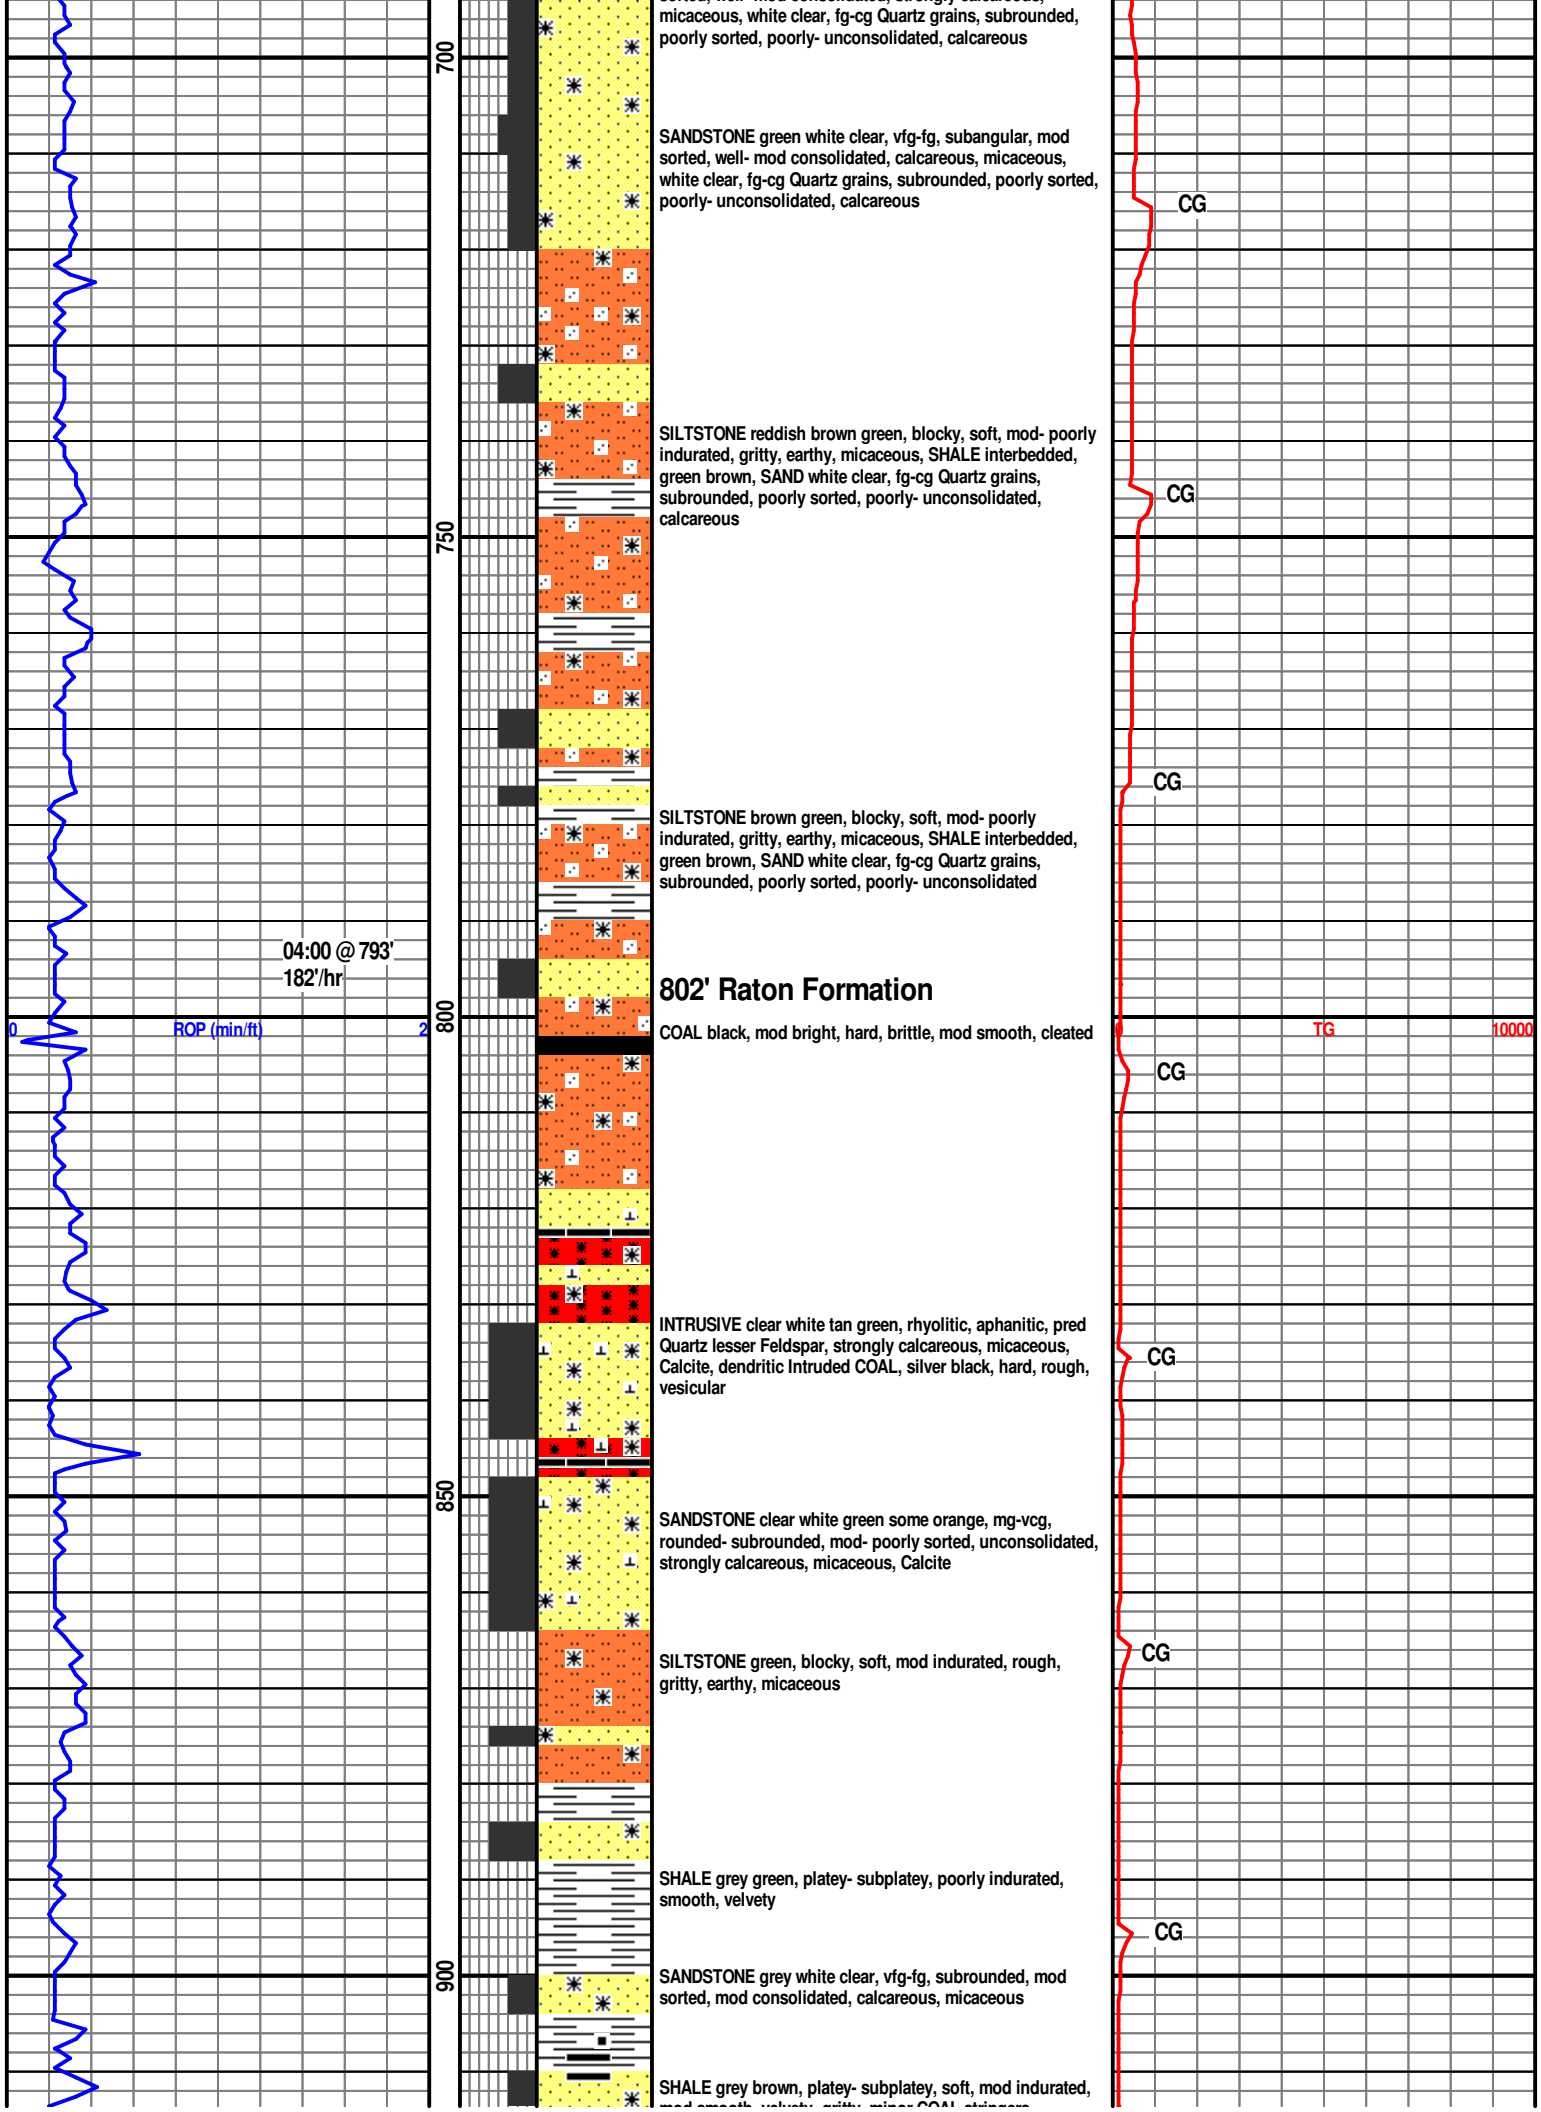 micaceous, white clear, fg-cg Quartz grains, subrounded,
poorly sorted, poorly- unconsolidated, calcareous
700
SANDSTONE green white clear, vfg-fg, subangular, mod
sorted, well- mod consolidated, calcareous, micaceous,
white clear, fg-cg Quartz grains, subrounded, poorly sorted,
poorly- unconsolidated, calcareous
CG
SILTSTONE reddish brown green, blocky, soft, mod- poorly
indurated, gritty, earthy, micaceous, SHALE interbedded,
green brown, SAND white clear, fg-cg Quartz grains,
subrounded, poorly sorted, poorly- unconsolidated,
calcareous
CG
750
CG
SILTSTONE brown green, blocky, soft, mod- poorly
indurated, gritty, earthy, micaceous, SHALE interbedded,
green brown, SAND white clear, fg-cg Quartz grains,
subrounded, poorly sorted, poorly- unconsolidated
04:00 @ 793'
182'/hr
802' Raton Formation
800
0 ROP (min/ft) 2
COAL black, mod bright, hard, brittle, mod smooth, cleated
0 TG 10000
CG
INTRUSIVE clear white tan green, rhyolitic, aphanitic, pred
Quartz lesser Feldspar, strongly calcareous, micaceous,
Calcite, dendritic Intruded COAL, silver black, hard, rough,
vesicular
CG
850
SANDSTONE clear white green some orange, mg-vcg,
rounded- subrounded, mod- poorly sorted, unconsolidated,
strongly calcareous, micaceous, Calcite
CG
SILTSTONE green, blocky, soft, mod indurated, rough,
gritty, earthy, micaceous
SHALE grey green, platey- subplatey, poorly indurated,
smooth, velvety
CG
900
SANDSTONE grey white clear, vfg-fg, subrounded, mod
sorted, mod consolidated, calcareous, micaceous
SHALE grey brown, platey- subplatey, soft, mod indurated,